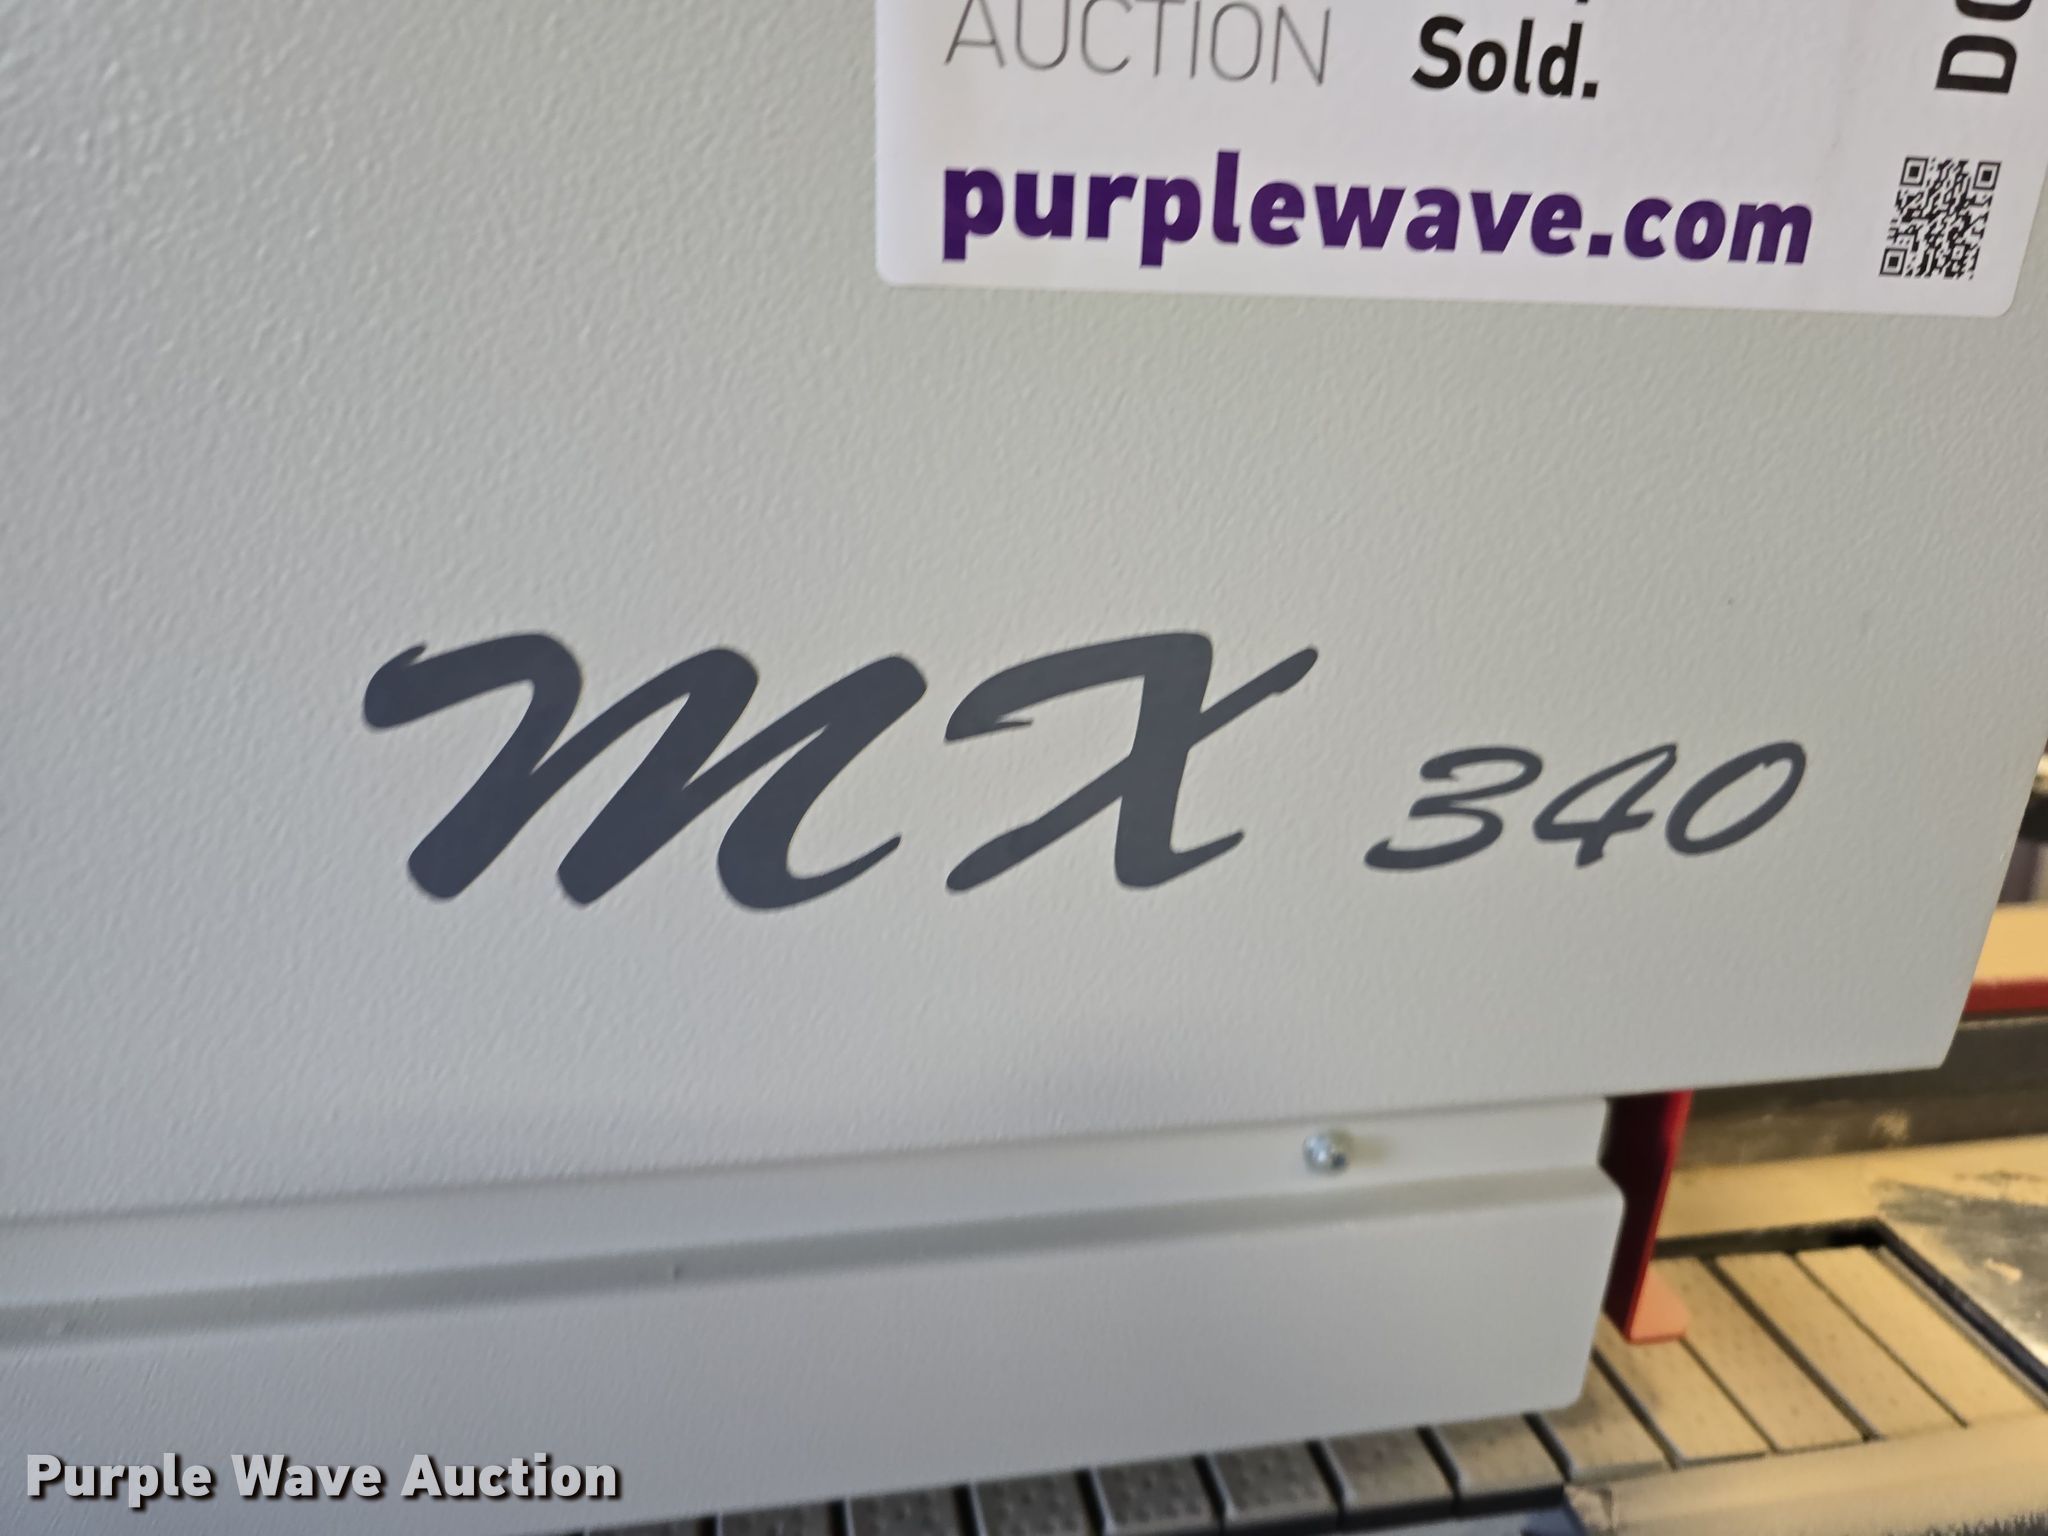 AUCTION
Sold.
purplewave.com
MX 340
Purple Wave Auction